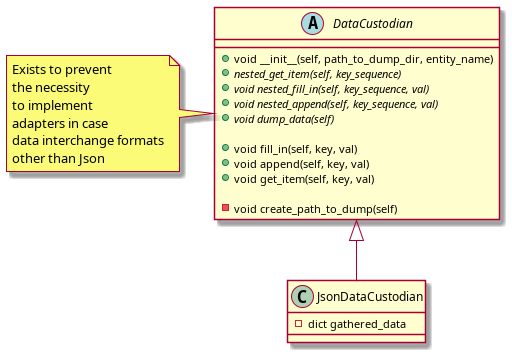 A DataCustodian
void __init__(self, path_to_dump_dir, entity_name)
nested_get_item(self, key_sequence)
void nested_fill_in(self, key_sequence, val)
void nested_append(self, key_sequence, val)
void dump_data(self)
void fill_in(self, key, val)
void append(self, key, val)
void get_item(self, key, val)
void create_path_to_dump(self)
Exists to prevent
the necessity
to implement
adapters in case
data interchange formats
other than Json
C JsonDataCustodian
dict gathered_data